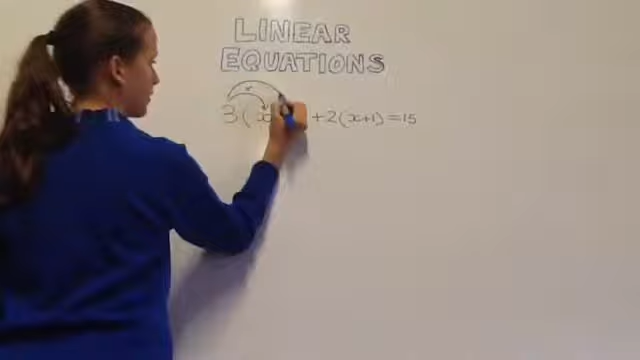 LINEAR
EQUATIONS
3(x +2(x+1)=15